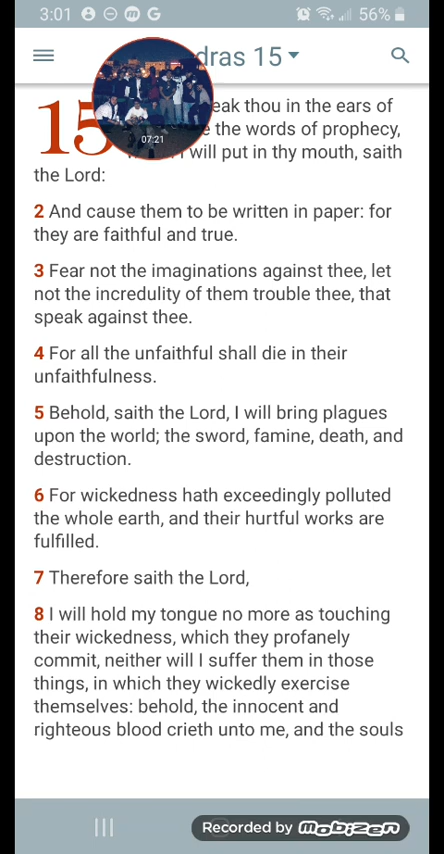 3:01 G 56%
dras 15
15 eak thou in the ears of
e the words of prophecy,
will put in thy mouth, saith
the Lord:
07:21
2 And cause them to be written in paper: for
they are faithful and true.
3 Fear not the imaginations against thee, let
not the incredulity of them trouble thee, that
speak against thee.
4 For all the unfaithful shall die in their
unfaithfulness.
5 Behold, saith the Lord, I will bring plagues
upon the world; the sword, famine, death, and
destruction.
6 For wickedness hath exceedingly polluted
the whole earth, and their hurtful works are
fulfilled.
7 Therefore saith the Lord,
8 I will hold my tongue no more as touching
their wickedness, which they profanely
commit, neither will I suffer them in those
things, in which they wickedly exercise
themselves: behold, the innocent and
righteous blood crieth unto me, and the souls
Recorded by Mobizen